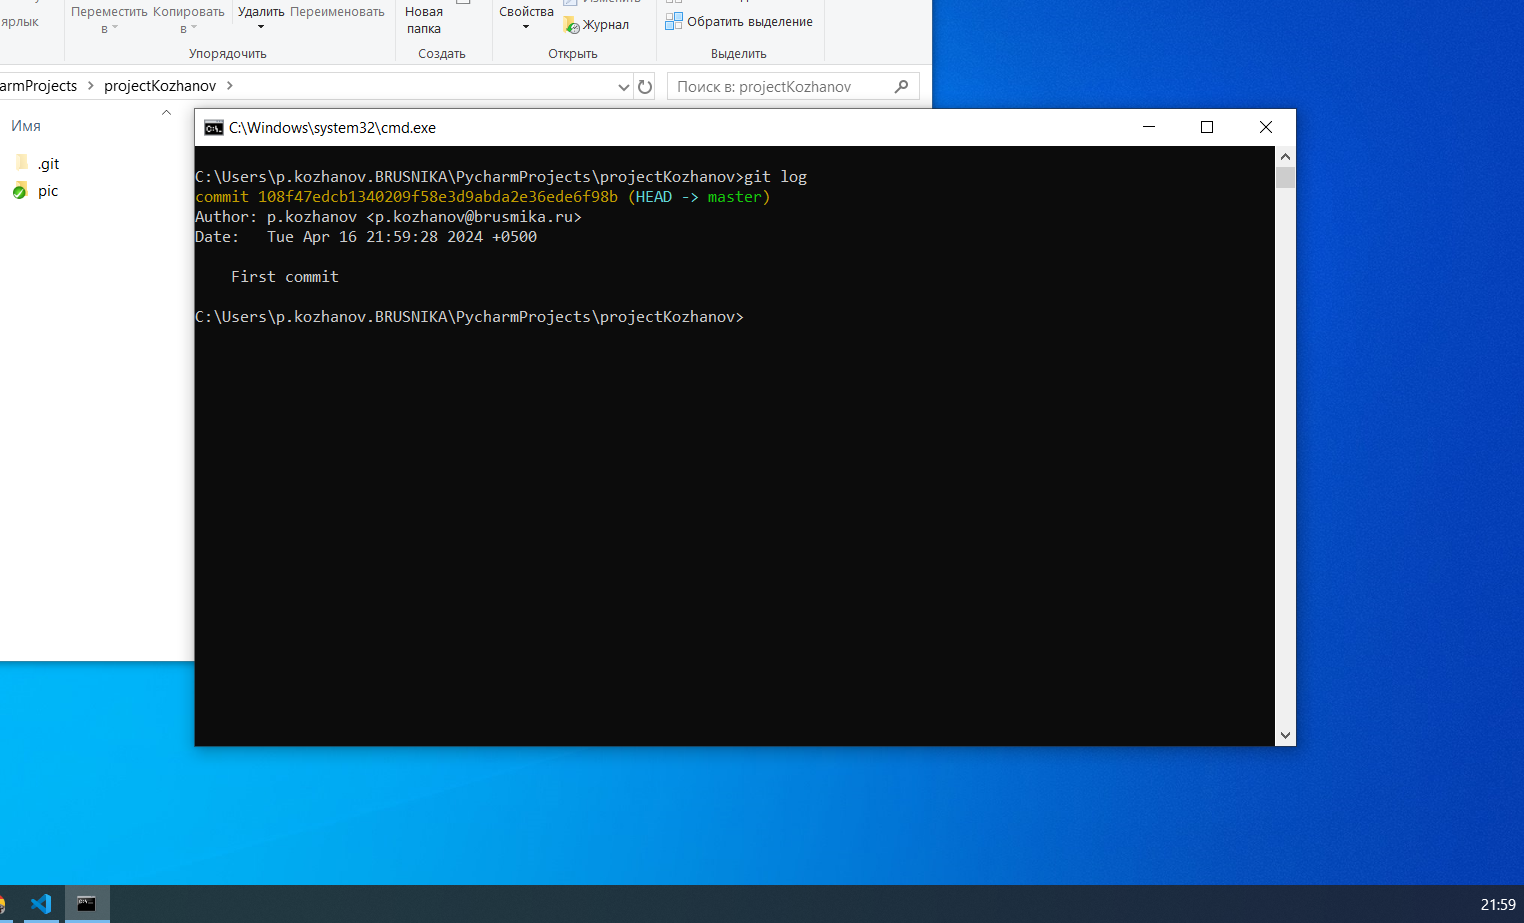 ярлык
Переместить в
Копировать в
Удалить
Переименовать
Упорядочить
Новая папка
Создать
Свойства
Изменить
Журнал
Открыть
Обратить выделение
Выделить
armProjects > projectKozhanov >
Поиск в: projectKozhanov
Имя
.git
pic
C:\Windows\system32\cmd.exe
C:\Users\p.kozhanov.BRUSNIKA\PycharmProjects\projectKozhanov>git log
commit 108f47edcb1340209f58e3d9abda2e36ede6f98b (HEAD -> master)
Author: p.kozhanov <p.kozhanov@brusmika.ru>
Date:   Tue Apr 16 21:59:28 2024 +0500
First commit
C:\Users\p.kozhanov.BRUSNIKA\PycharmProjects\projectKozhanov>
21:59